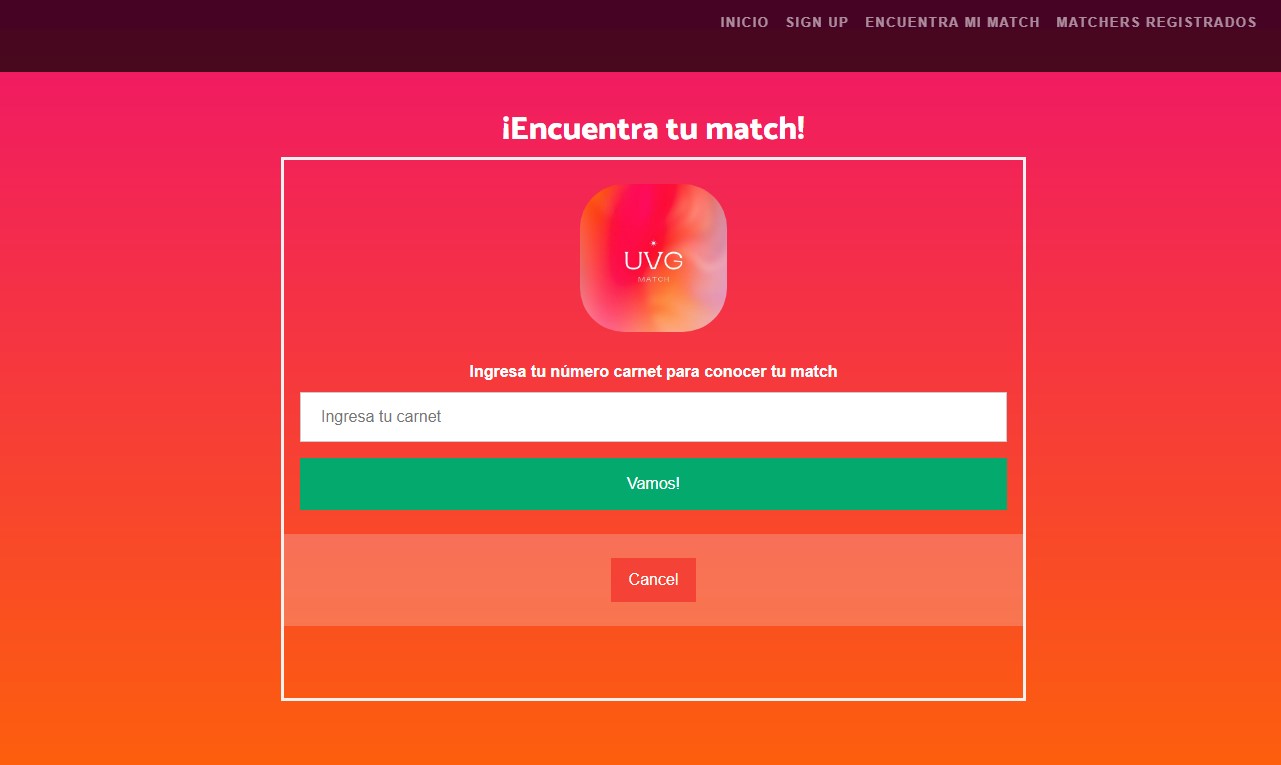 INICIO SIGN UP ENCUENTRA MI MATCH MATCHERS REGISTRADOS
¡Encuentra tu match!
UVG
MATCH
Ingresa tu número carnet para conocer tu match
Ingresa tu carnet
Vamos!
Cancel